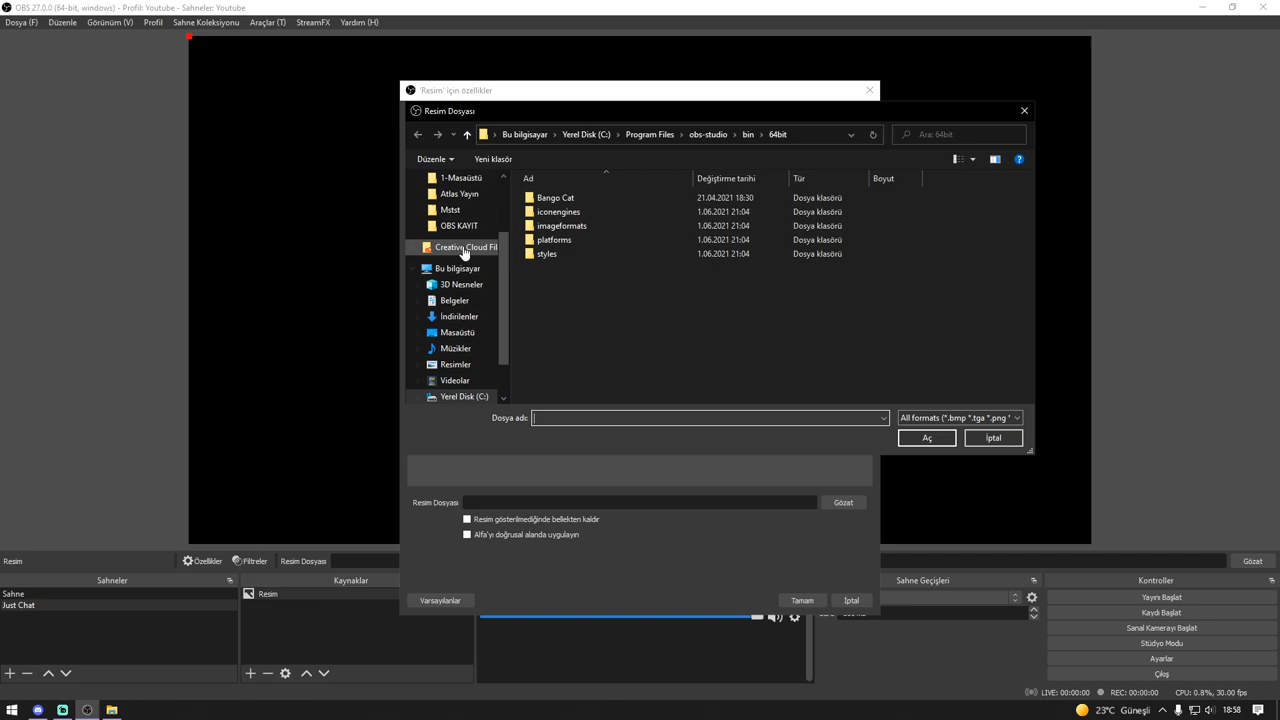 OBS 27.0.0 (64-bit, windows) - Profil: Youtube - Sahneler: Youtube
Dosya (F) Düzenle Görünüm (V) Profil Sahne Koleksiyonu Araçlar (T) StreamFX Yardım (H)
'Resim' için özellikler
Resim Dosyası
Bu bilgisayar > Yerel Disk (C:) > Program Files > obs-studio > bin > 64bit
Ara: 64bit
Düzenle Yeni klasör
Ad Değiştirme tarihi Tür Boyut
1-Masaüstü
Atlas Yayın
Mstst
OBS KAYIT
Creative Cloud Fil
Bu bilgisayar
3D Nesneler
Belgeler
İndirilenler
Masaüstü
Müzikler
Resimler
Videolar
Yerel Disk (C:)
Bango Cat 21.04.2021 18:30 Dosya klasörü
iconengines 1.06.2021 21:04 Dosya klasörü
imageformats 1.06.2021 21:04 Dosya klasörü
platforms 1.06.2021 21:04 Dosya klasörü
styles 1.06.2021 21:04 Dosya klasörü
Dosya adı: All formats (*.bmp *.tga *.png *
Aç İptal
Resim Dosyası Gözat
Resim gösterilmediğinde bellekten kaldır
Alfa'yı doğrusal alanda uygulayın
Varsayılanlar Tamam İptal
Resim Özellikler Filtreler Resim Dosyası Gözat
Sahneler Kaynaklar Sahne Geçişleri Kontroller
Sahne
Just Chat
Resim
Yayını Başlat
Kaydı Başlat
Sanal Kamerayı Başlat
Stüdyo Modu
Ayarlar
Çıkış
LIVE: 00:00:00 REC: 00:00:00 CPU: 0.8%, 30.00 fps
23°C Güneşli 18:58